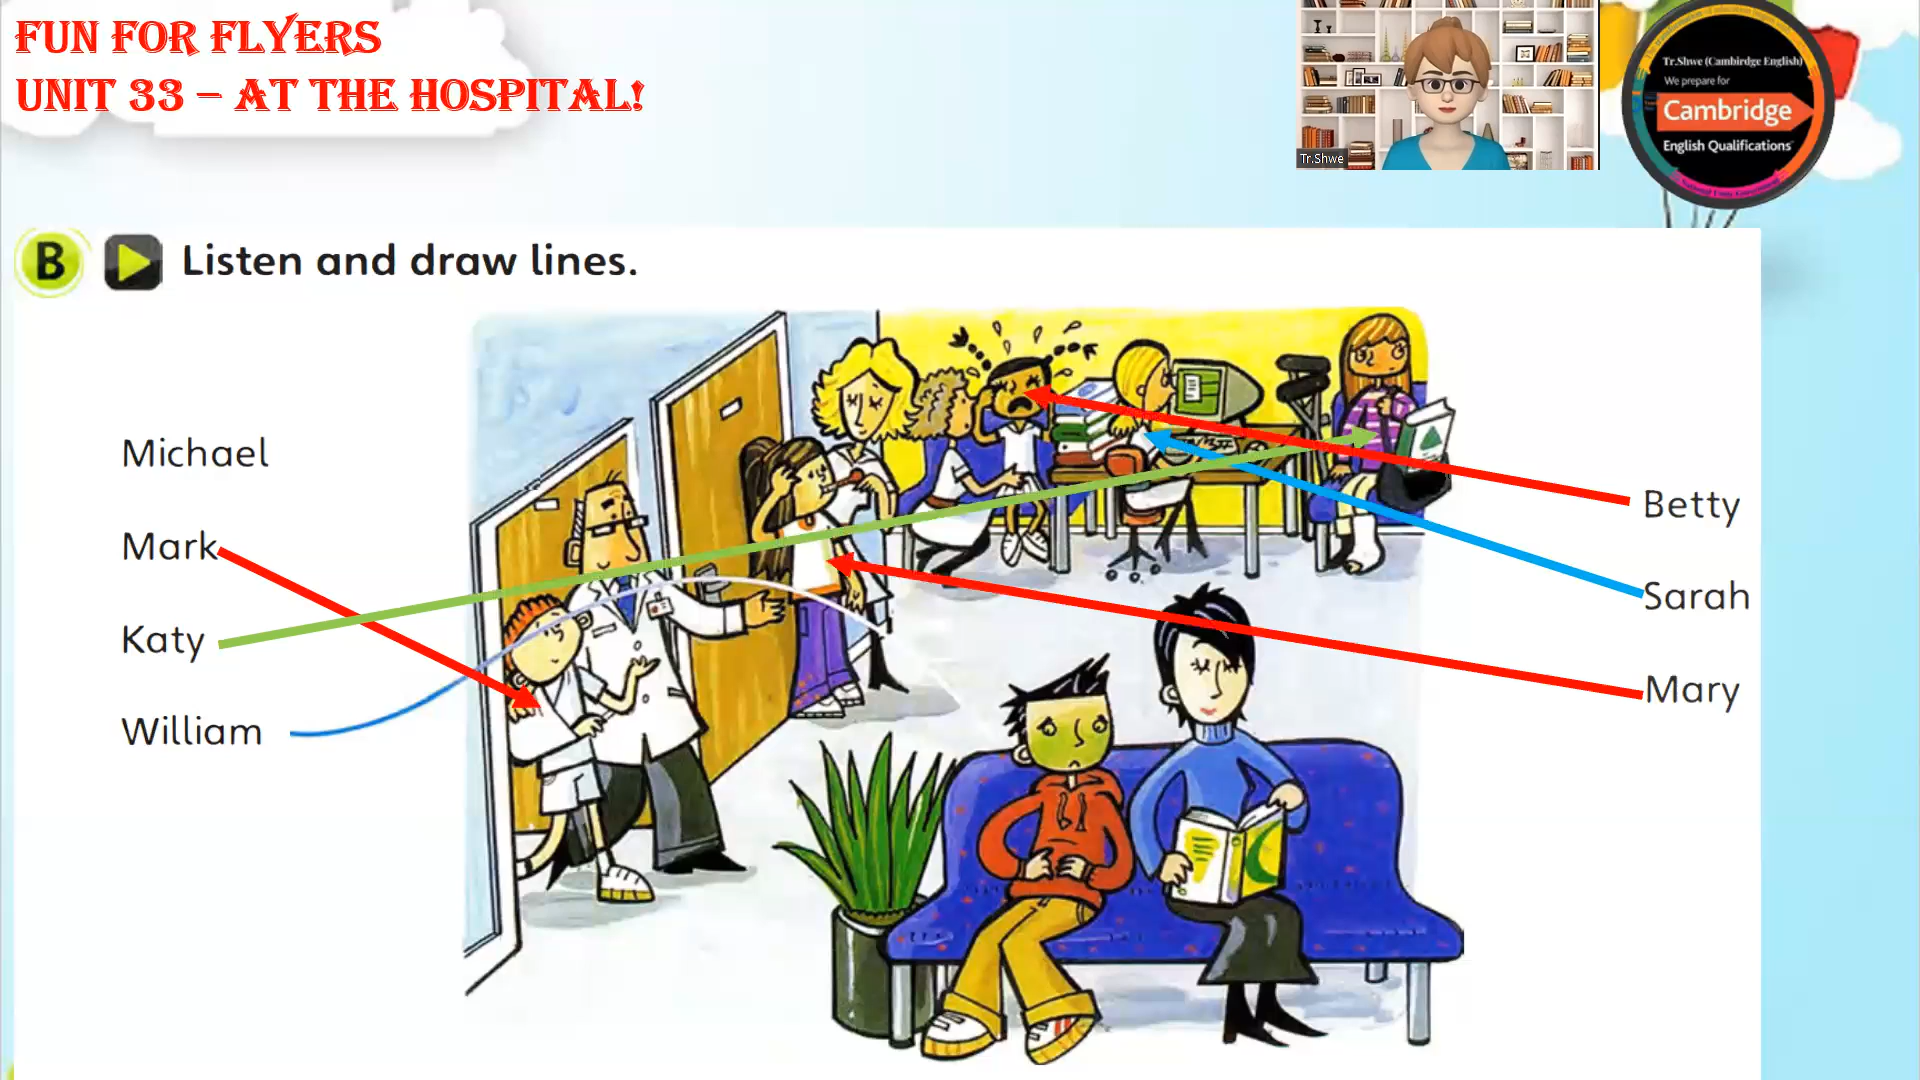 FUN FOR FLYERS
UNIT 33 – AT THE HOSPITAL!
Tr.Shwe
Tr.Shwe (Cambirdge English)
We prepare for
Cambridge
English Qualifications
B Listen and draw lines.
Michael
Mark
Katy
William
Betty
Sarah
Mary